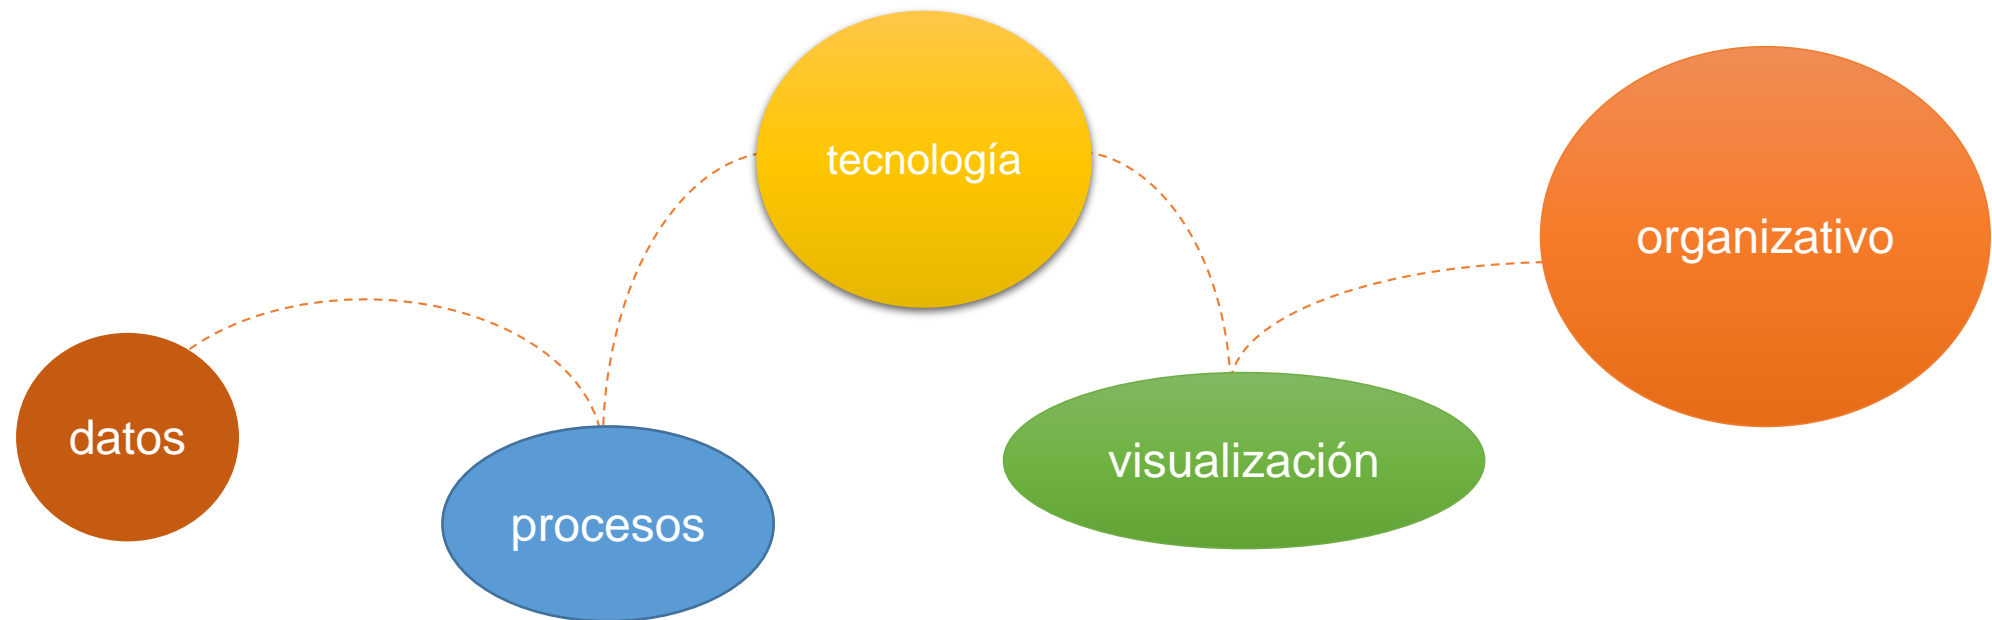 datos
procesos
tecnología
visualización
organizativo